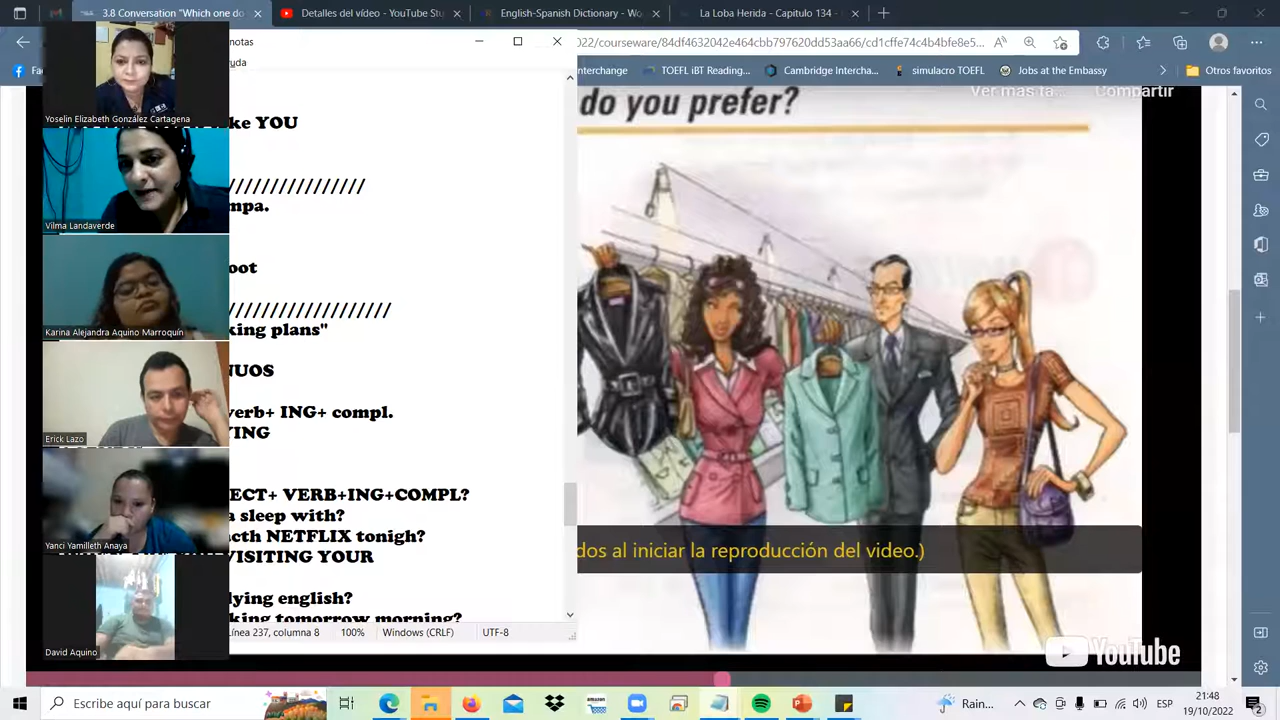 3.8 Conversation "Which one do
Detalles del vídeo - YouTube Stu
English-Spanish Dictionary - Wo
La Loba Herida - Capitulo 134 -
notas
022/courseware/84df4632042e464cbb797620dd53aa66/cd1cffe74c4b4bfe8e5...
uda
Fa
nterchange
TOEFL iBT Reading...
Cambridge Intercha...
simulacro TOEFL
Jobs at the Embassy
Otros favoritos
do you prefer?
Ver más ta...
Compartir
Yoselin Elizabeth González Cartagena
ke YOU
////////////////
mpa.
Vilma Landaverde
oot
///////////////////
king plans"
Karina Alejandra Aquino Marroquín
NUOS
verb+ ING+ compl.
YING
Erick Lazo
ECT+ VERB+ING+COMPL?
a sleep with?
acth NETFLIX tonigh?
Yanci Yamilleth Anaya
VISITING YOUR
dos al iniciar la reproducción del video.)
lying english?
king tomorrow morning?
Línea 237, columna 8
100%
Windows (CRLF)
UTF-8
David Aquino
YouTube
Escribe aquí para buscar
amazon
Rain...
ESP
21:48
19/10/2022
2